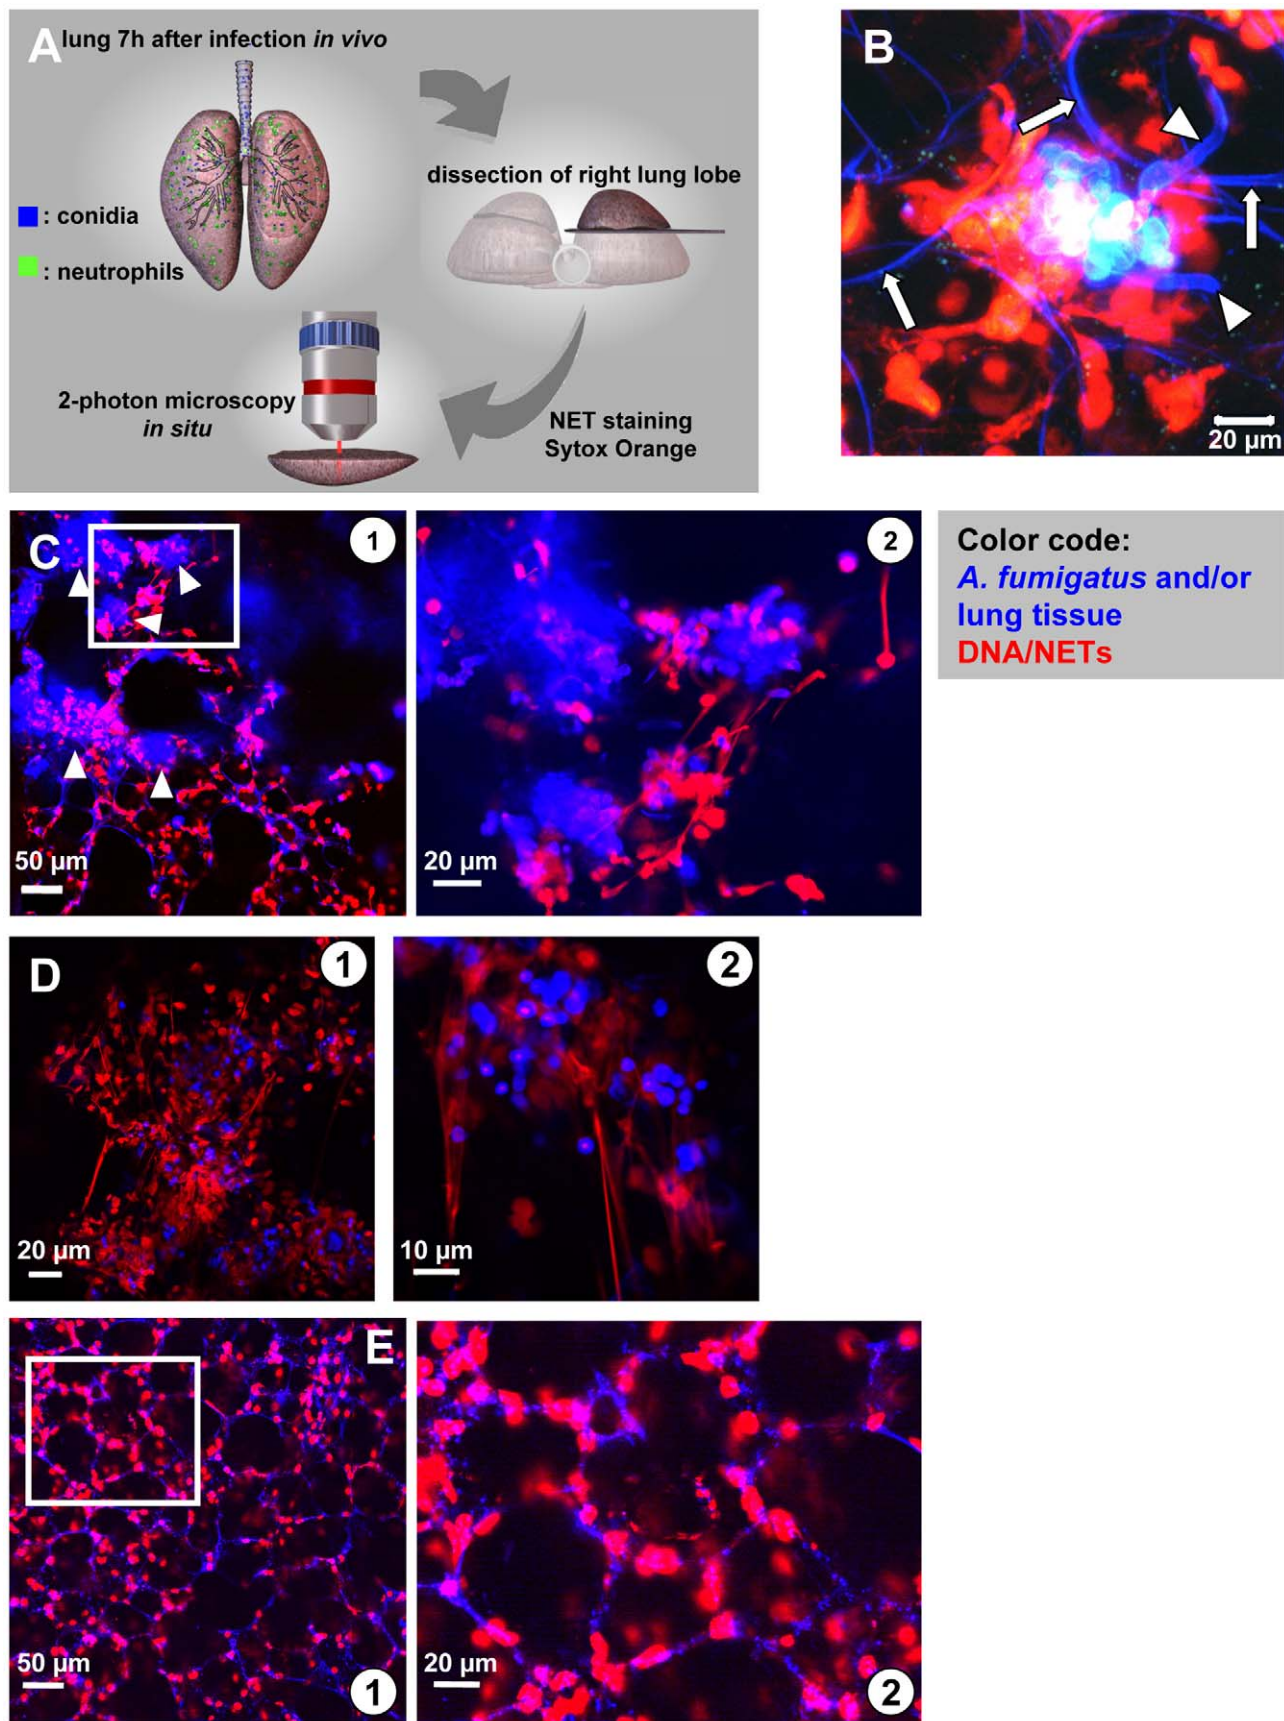 A
lung 7h after infection in vivo
: conidia
: neutrophils
dissection of right lung lobe
2-photon microscopy
in situ
NET staining
Sytox Orange
B
20 µm
C
1
50 µm
2
20 µm
Color code:
A. fumigatus and/or
lung tissue
DNA/NETs
D
1
20 µm
2
10 µm
E
50 µm
1
20 µm
2